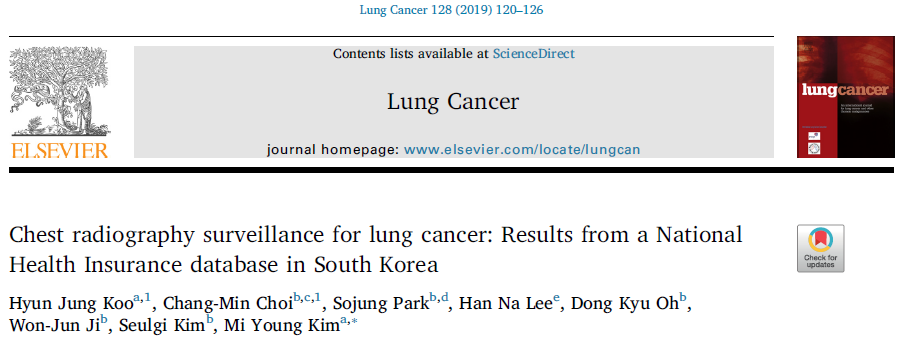 Lung Cancer 128 (2019) 120–126
Contents lists available at ScienceDirect
Lung Cancer
journal homepage: www.elsevier.com/locate/lungcan
ELSEVIER
lungcancer
Chest radiography surveillance for lung cancer: Results from a National
Health Insurance database in South Korea
Check for
updates
Hyun Jung Koo a,1, Chang-Min Choi b,c,1, Sojung Park b,d, Han Na Lee e, Dong Kyu Oh b,
Won-Jun Ji b, Seulgi Kim b, Mi Young Kim a,*